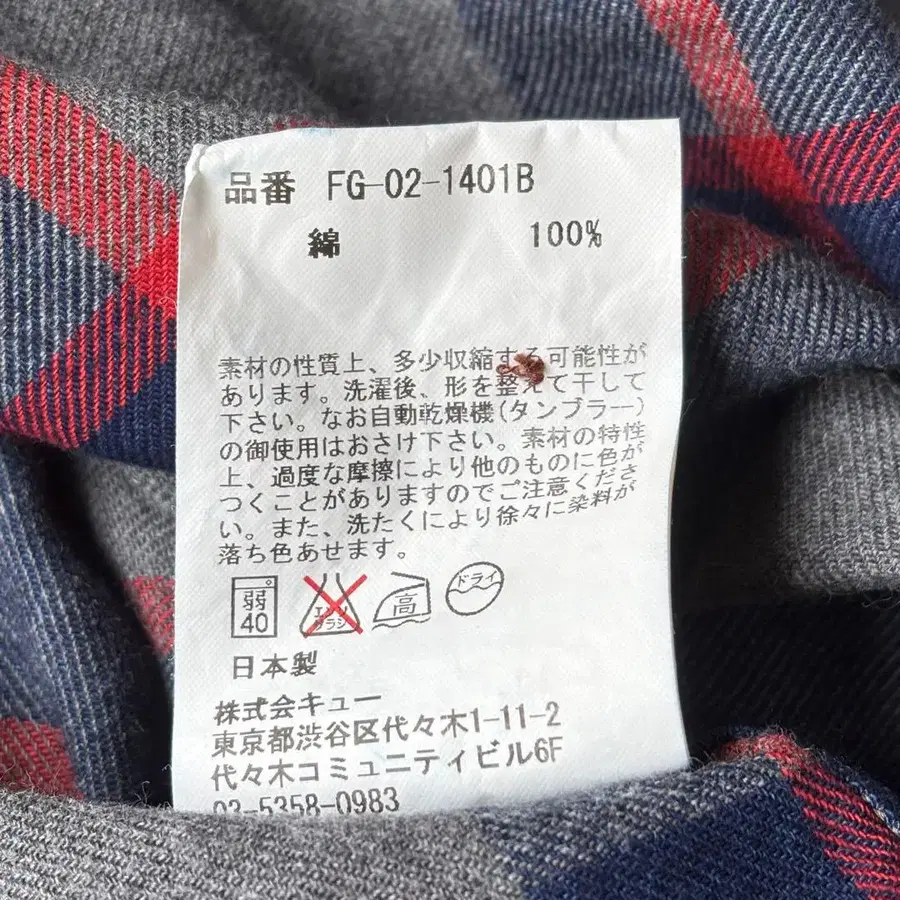 品番 FG-02-1401B
綿 100%
素材の性質上、多少収縮する可能性が
あります。洗濯後、形を整えて干して
下さい。なお自動乾燥機(タンブラー)
の御使用はおさけ下さい。素材の特性
上、過度な摩擦により他のものに色が
つくことがありますのでご注意くださ
い。また、洗たくにより徐々に染料が
落ち色あせます。
弱 40 エンソ サラシ 高 ドライ
日本製
株式会キュー
東京都渋谷区代々木1-11-2
代々木コミュニティビル6F
03-5358-0983